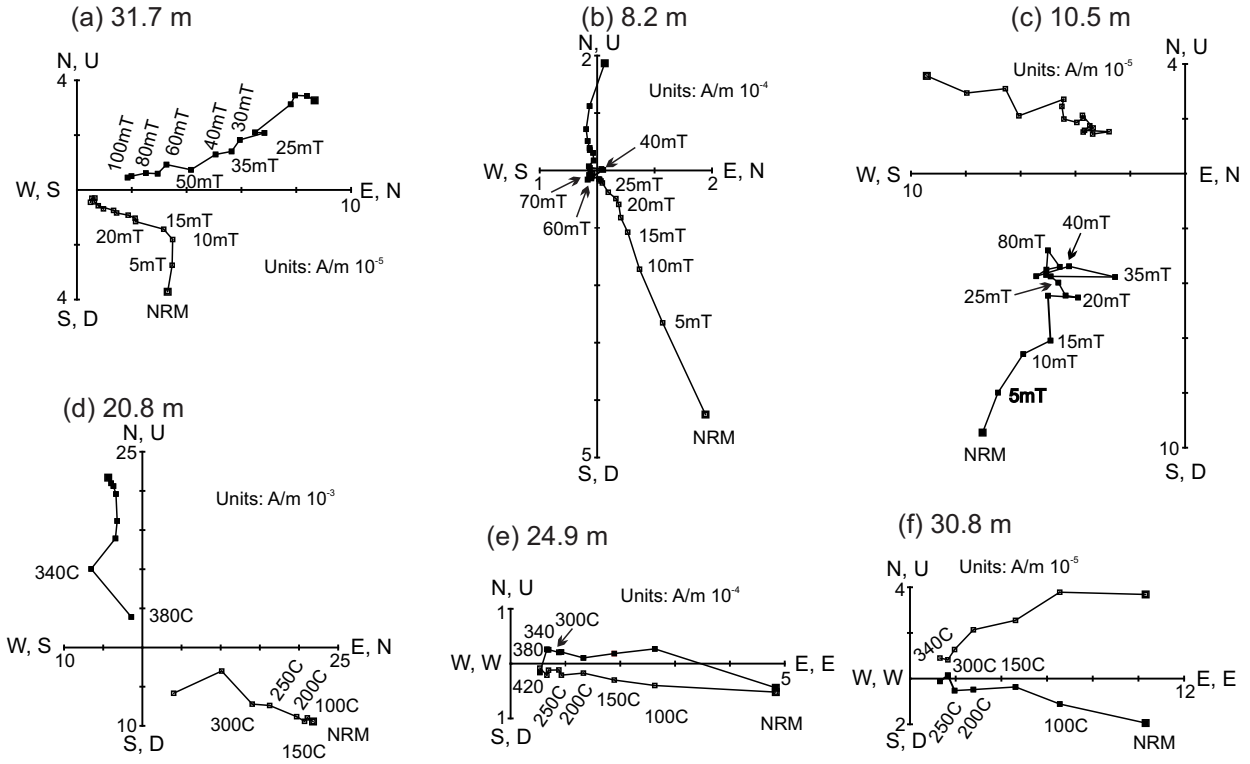 (a) 31.7 m
N, U
4
100mT
80mT
60mT
40mT
30mT
25mT
35mT
50mT
W, S
E, N
10
15mT
20mT
10mT
5mT
Units: A/m 10-5
4
NRM
S, D
(b) 8.2 m
N, U
2
Units: A/m 10-4
40mT
W, S
E, N
1
2
70mT
25mT
20mT
60mT
15mT
10mT
5mT
NRM
5
S, D
(c) 10.5 m
N, U
4
Units: A/m 10-5
W, S
E, N
10
80mT
40mT
35mT
25mT
20mT
15mT
10mT
5mT
NRM
10
S, D
(d) 20.8 m
N, U
25
Units: A/m 10-3
340C
380C
W, S
E, N
10
25
250C
200C
100C
300C
NRM
150C
10
S, D
(e) 24.9 m
N, U
Units: A/m 10-4
1
340
300C
380
W, W
E, E
5
420
250C
200C
150C
100C
NRM
1
S, D
(f) 30.8 m
N, U
Units: A/m 10-5
4
340C
300C
150C
W, W
E, E
12
250C
200C
100C
2
NRM
S, D